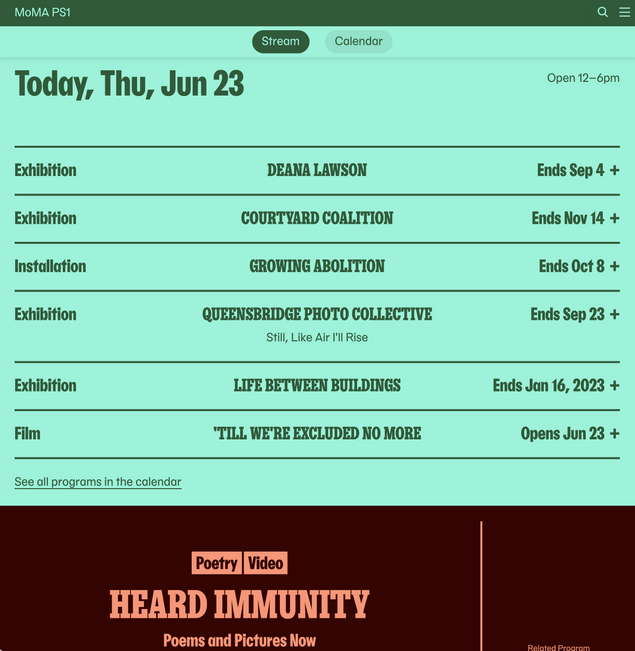 MoMA PS1
Stream Calendar
Today, Thu, Jun 23 Open 12–6pm
Exhibition DEANA LAWSON Ends Sep 4 +
Exhibition COURTYARD COALITION Ends Nov 14 +
Installation GROWING ABOLITION Ends Oct 8 +
Exhibition QUEENSBRIDGE PHOTO COLLECTIVE Ends Sep 23 +
Still, Like Air I'll Rise
Exhibition LIFE BETWEEN BUILDINGS Ends Jan 16, 2023 +
Film 'TILL WE'RE EXCLUDED NO MORE Opens Jun 23 +
See all programs in the calendar
Poetry Video
HEARD IMMUNITY
Poems and Pictures Now
Related Program